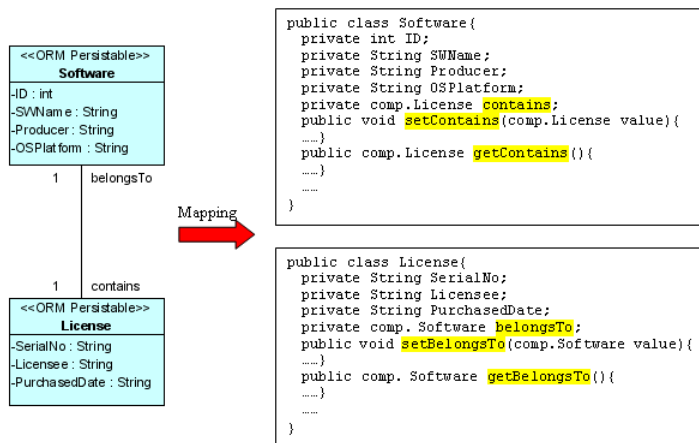 <<ORM Persistable>>
Software
-ID : int
-SWName : String
-Producer : String
-OSPlatform : String
1
belongsTo
1
contains
<<ORM Persistable>>
License
-SerialNo : String
-Licensee : String
-PurchasedDate : String
Mapping
public class Software{
private int ID;
private String SWName;
private String Producer;
private String OSPlatform;
private comp.License contains;
public void setContains(comp.License value){
……}
public comp.License getContains(){
……}
……
}
public class License{
private String SerialNo;
private String Licensee;
private String PurchasedDate;
private comp. Software belongsTo;
public void setBelongsTo(comp.Software value){
……}
public comp. Software getBelongsTo(){
……}
……
}